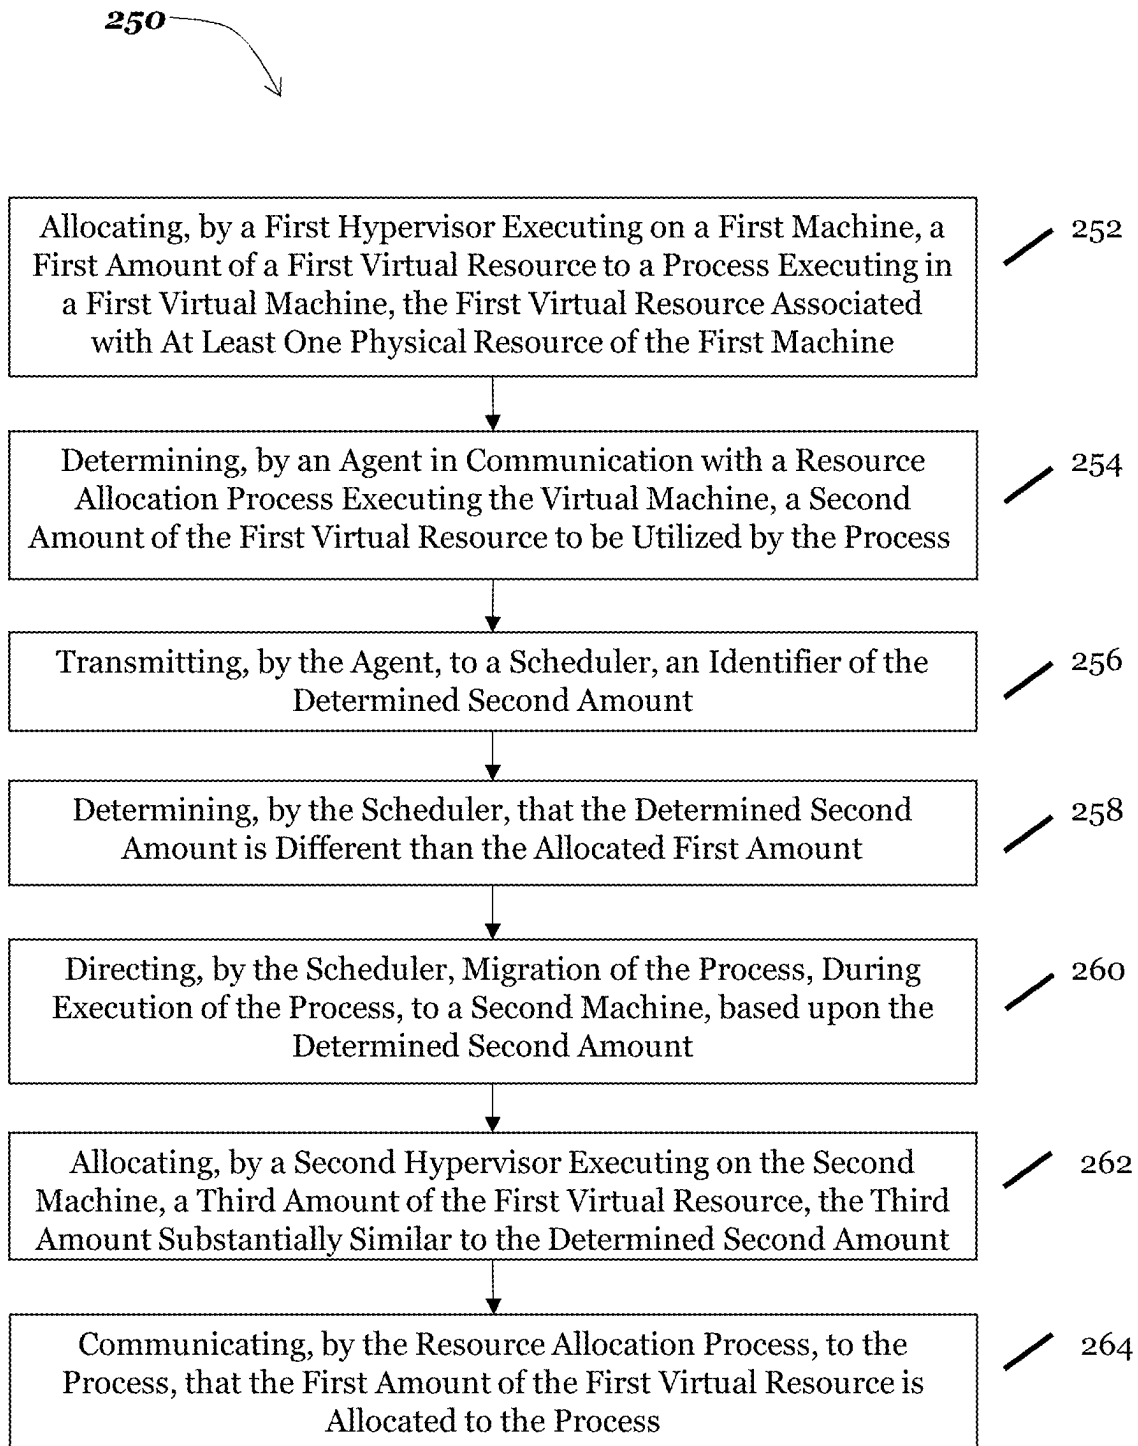 250
Allocating, by a First Hypervisor Executing on a First Machine, a
First Amount of a First Virtual Resource to a Process Executing in
a First Virtual Machine, the First Virtual Resource Associated
with At Least One Physical Resource of the First Machine
252
Determining, by an Agent in Communication with a Resource
Allocation Process Executing the Virtual Machine, a Second
Amount of the First Virtual Resource to be Utilized by the Process
254
Transmitting, by the Agent, to a Scheduler, an Identifier of the
Determined Second Amount
256
Determining, by the Scheduler, that the Determined Second
Amount is Different than the Allocated First Amount
258
Directing, by the Scheduler, Migration of the Process, During
Execution of the Process, to a Second Machine, based upon the
Determined Second Amount
260
Allocating, by a Second Hypervisor Executing on the Second
Machine, a Third Amount of the First Virtual Resource, the Third
Amount Substantially Similar to the Determined Second Amount
262
Communicating, by the Resource Allocation Process, to the
Process, that the First Amount of the First Virtual Resource is
Allocated to the Process
264